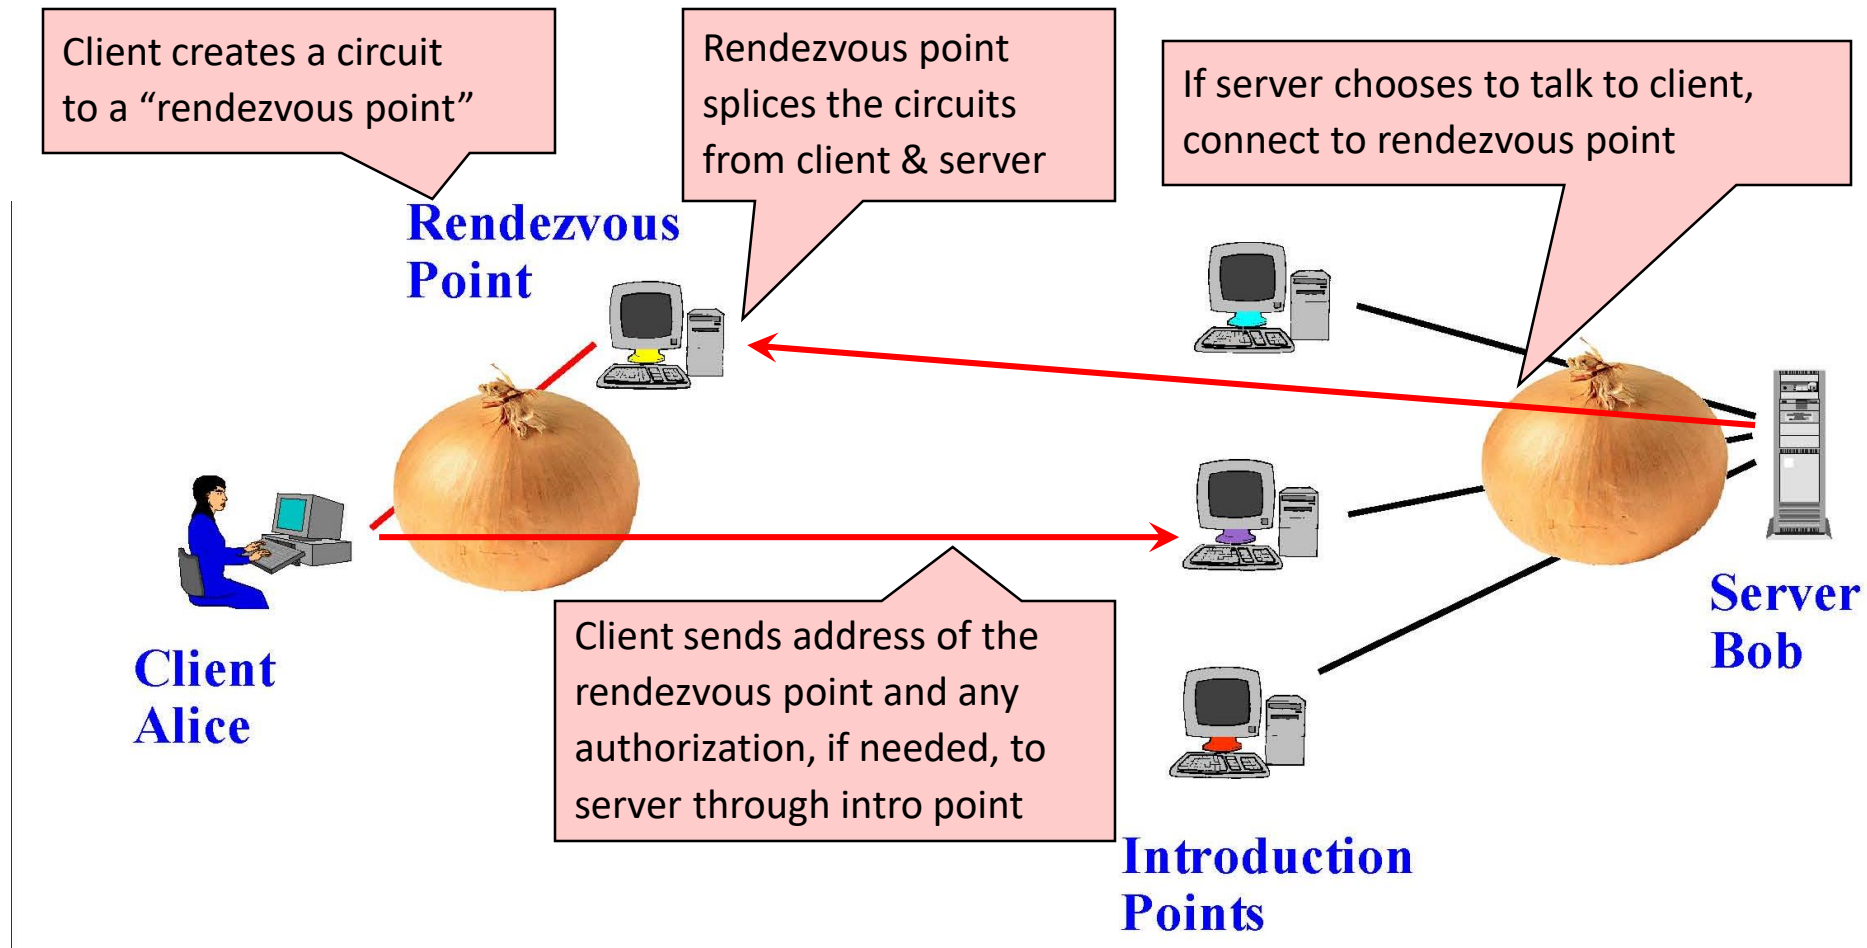 Client creates a circuit
to a “rendezvous point”
Rendezvous point
splices the circuits
from client & server
If server chooses to talk to client,
connect to rendezvous point
Rendezvous
Point
Client
Alice
Client sends address of the
rendezvous point and any
authorization, if needed, to
server through intro point
Server
Bob
Introduction
Points